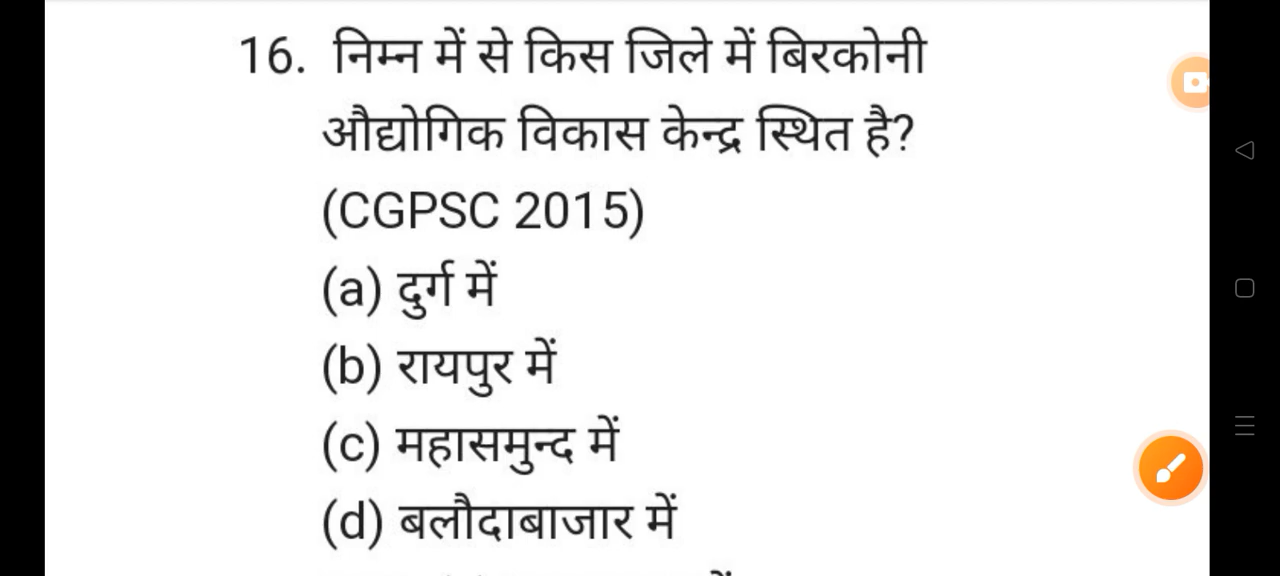 16. निम्न में से किस जिले में बिरकोनी
औद्योगिक विकास केन्द्र स्थित है?
(CGPSC 2015)
(a) दुर्ग में
(b) रायपुर में
(c) महासमुन्द में
(d) बलौदाबाजार में